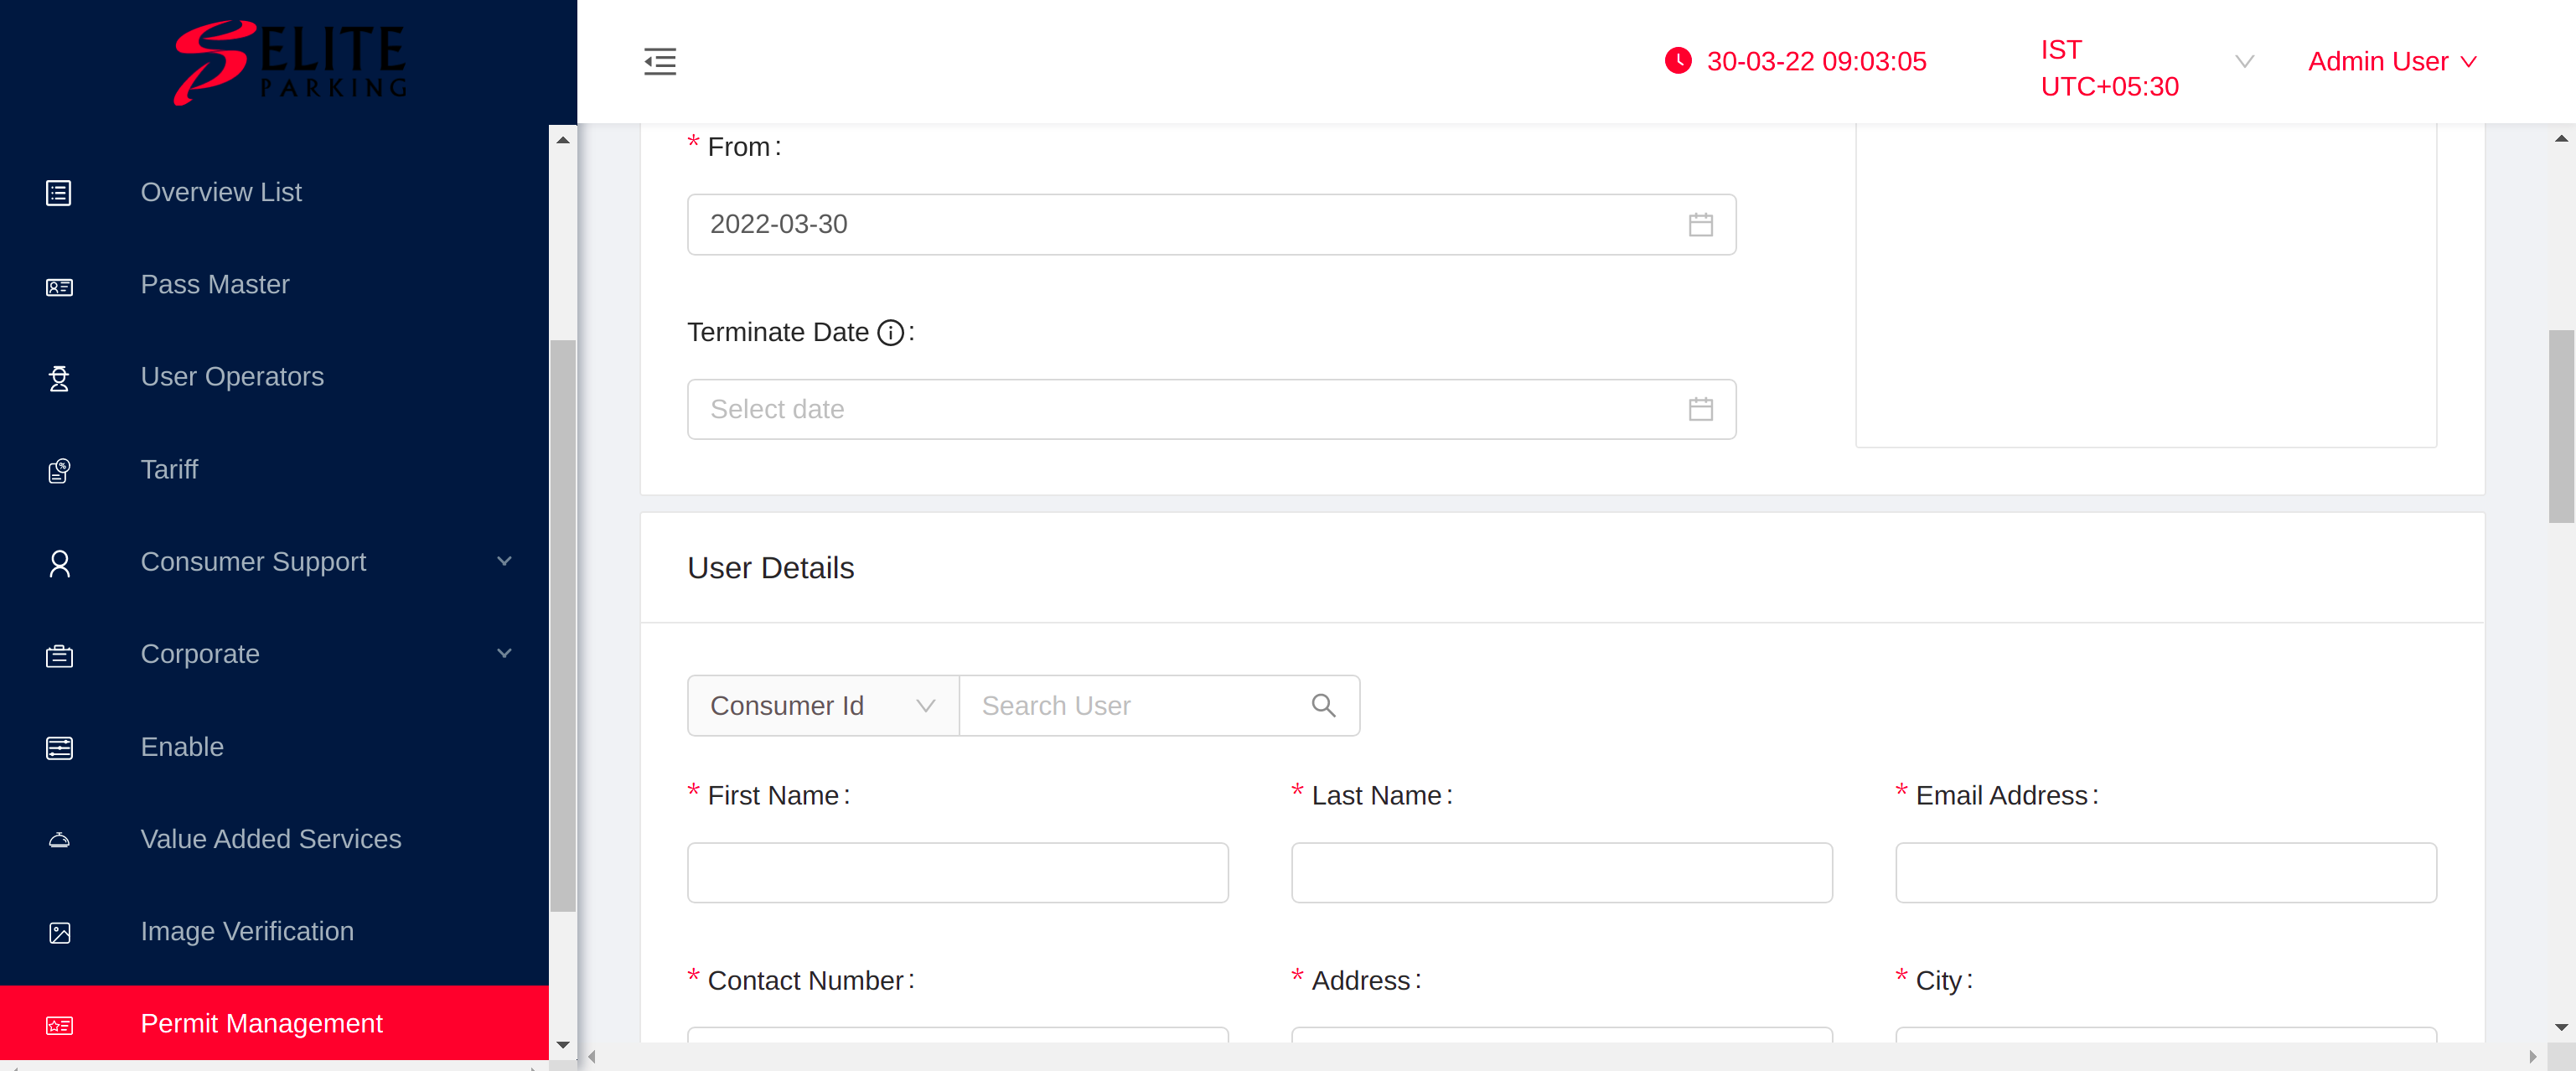 ELITE
PARKING
30-03-22 09:03:05
IST
UTC+05:30
Admin User
Overview List
Pass Master
User Operators
Tariff
Consumer Support
Corporate
Enable
Value Added Services
Image Verification
Permit Management
* From :
2022-03-30
Terminate Date :
Select date
User Details
Consumer Id
Search User
* First Name :
* Last Name :
* Email Address :
* Contact Number :
* Address :
* City :